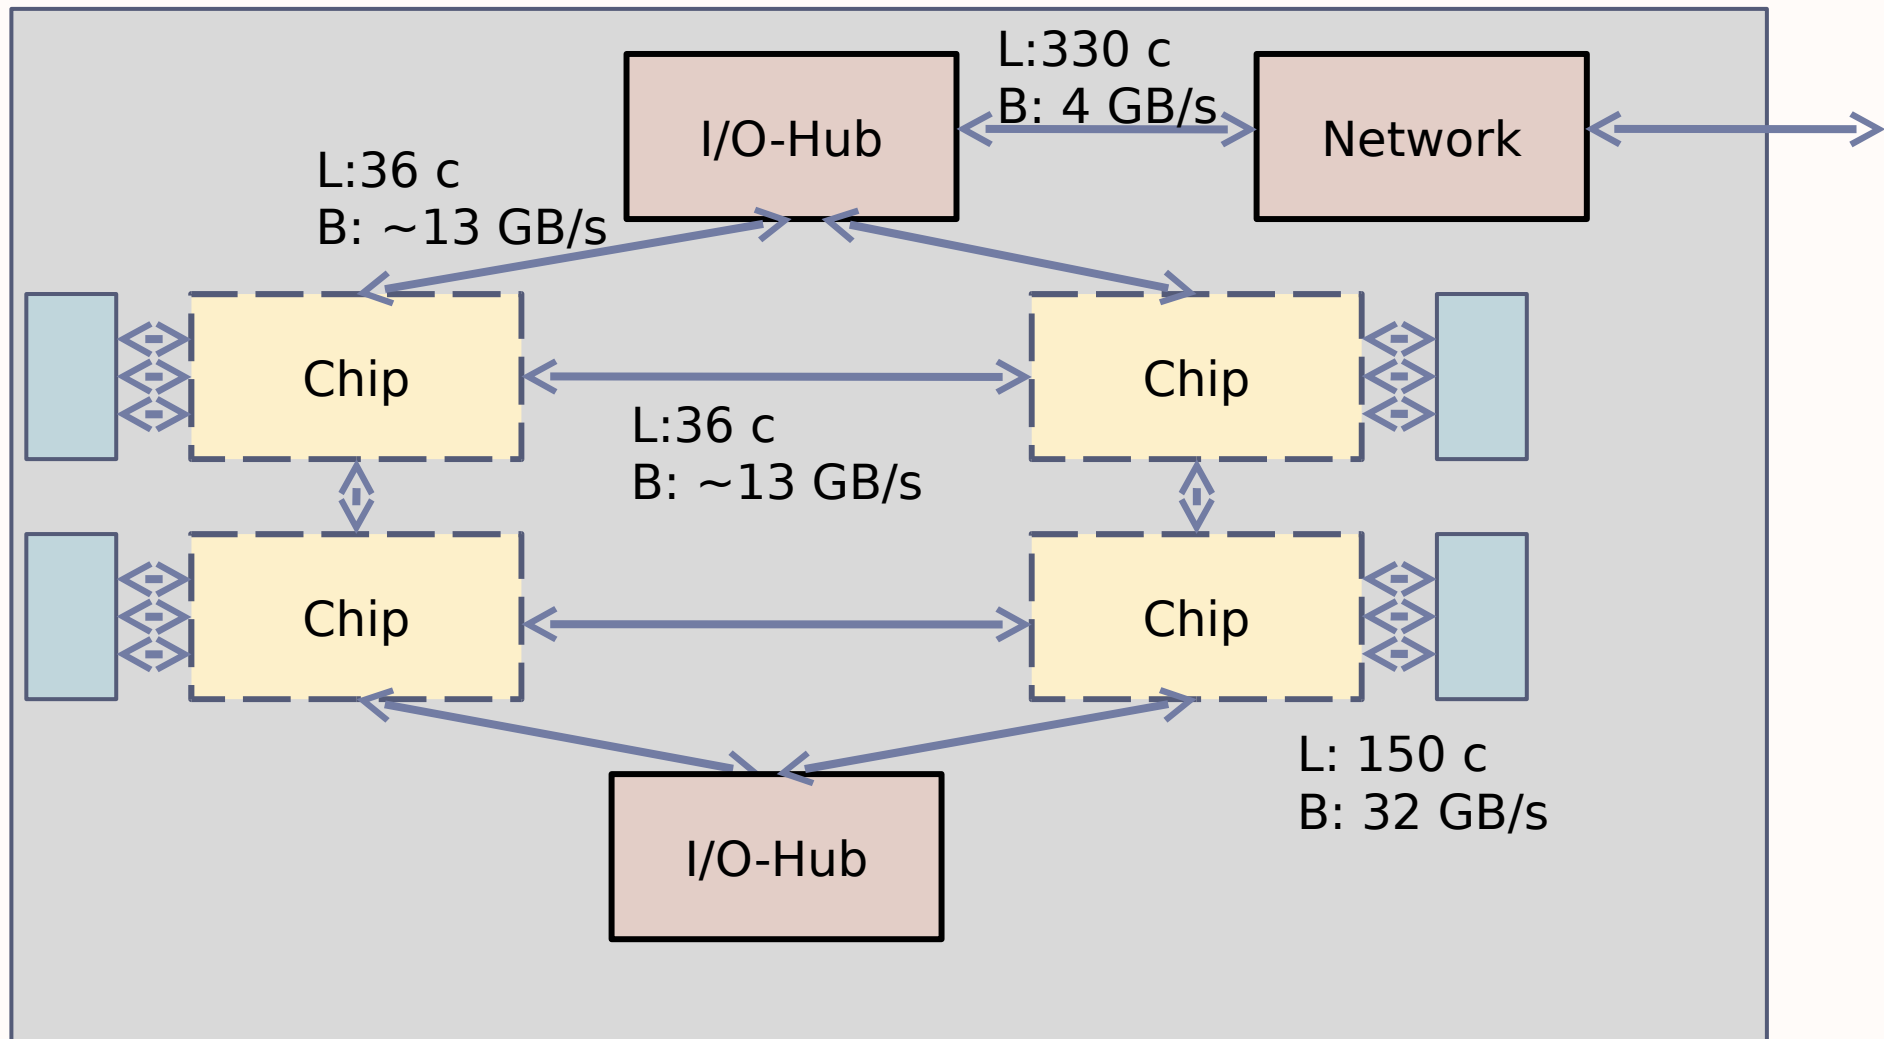 L:330 c
B: 4 GB/s
I/O-Hub
Network
L:36 c
B: ~13 GB/s
Chip
Chip
L:36 c
B: ~13 GB/s
Chip
Chip
L: 150 c
B: 32 GB/s
I/O-Hub